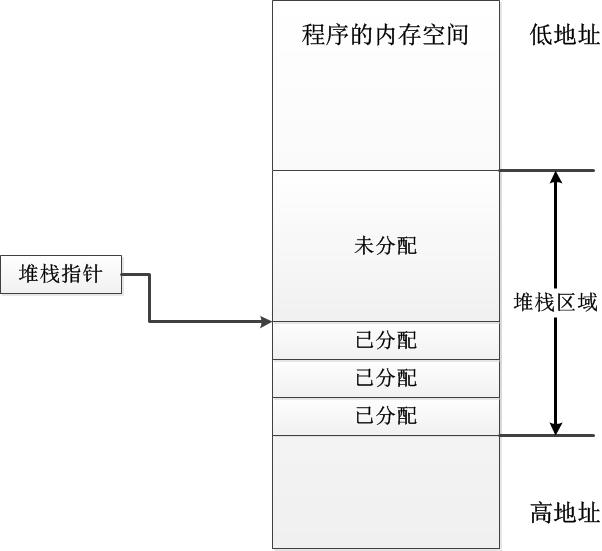 程序的内存空间
低地址
未分配
堆栈指针
堆栈区域
已分配
已分配
已分配
高地址